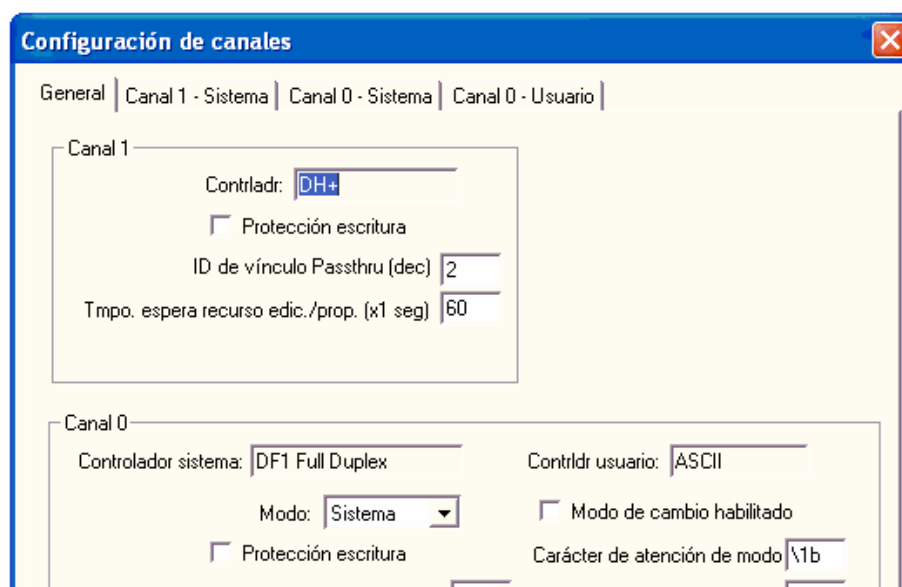 Configuración de canales
General Canal 1 - Sistema Canal 0 - Sistema Canal 0 - Usuario
Canal 1
Contrladr: DH+
Protección escritura
ID de vínculo Passthru (dec) 2
Tmpo. espera recurso edic./prop. (x1 seg) 60
Canal 0
Controlador sistema: DF1 Full Duplex Contrldr usuario: ASCII
Modo: Sistema Modo de cambio habilitado
Protección escritura Carácter de atención de modo \1b